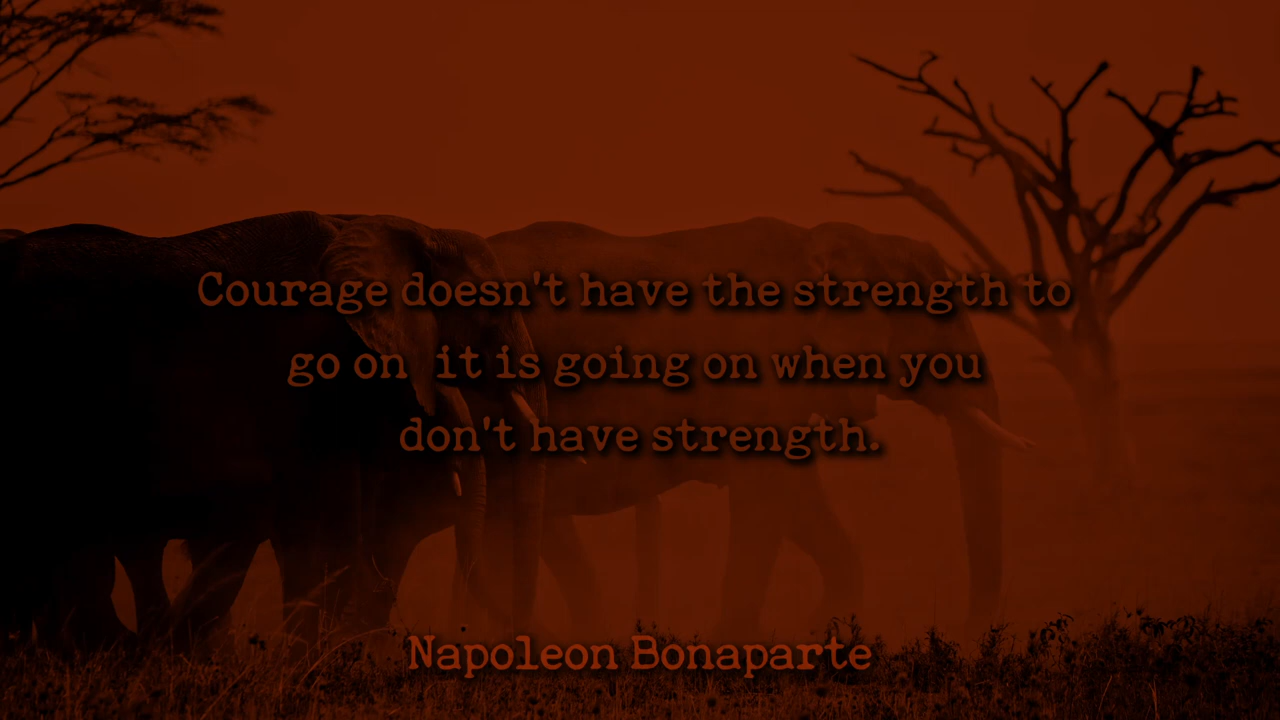 Courage doesn't have the strength to
go on it is going on when you
don't have strength.
Napoleon Bonaparte